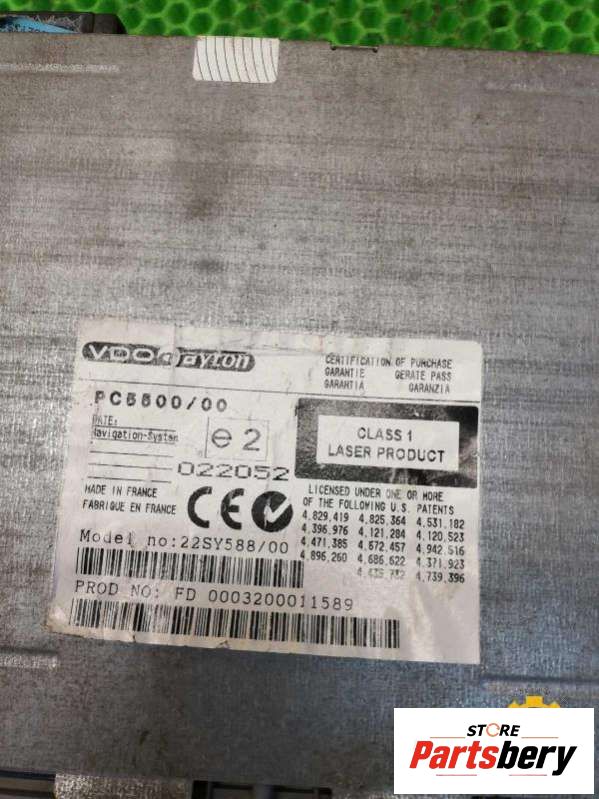 VDO dayton
CERTIFICATION OF PURCHASE
GARANTIE GERATE PASS
GARANTIA GARANZIA
PC5500/00
DATE:
Navigation-System
e2
022052
CLASS 1
LASER PRODUCT
MADE IN FRANCE
FABRIQUE EN FRANCE
CE
LICENSED UNDER ONE OR MORE
OF THE FOLLOWING U.S. PATENTS
4.829,419 4.825,364 4.531,182
4,396,976 4,121,284 4,120,523
4,471,385 4,672,457 4,942,516
4,896,260 4,686,622 4,371,923
4,739,396
Model no:22SY588/00
PROD NO: FD 0003200011589
STORE
Partsbery